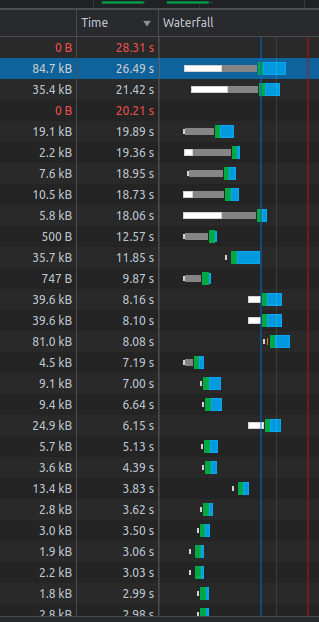 Time Waterfall
0 B 28.31 s
84.7 kB 26.49 s
35.4 kB 21.42 s
0 B 20.21 s
19.1 kB 19.89 s
2.2 kB 19.36 s
7.6 kB 18.95 s
10.5 kB 18.73 s
5.8 kB 18.06 s
500 B 12.57 s
35.7 kB 11.85 s
747 B 9.87 s
39.6 kB 8.16 s
39.6 kB 8.10 s
81.0 kB 8.08 s
4.5 kB 7.19 s
9.1 kB 7.00 s
9.4 kB 6.64 s
24.9 kB 6.15 s
5.7 kB 5.13 s
3.6 kB 4.39 s
13.4 kB 3.83 s
2.8 kB 3.62 s
3.0 kB 3.50 s
1.9 kB 3.06 s
2.2 kB 3.03 s
1.8 kB 2.99 s
2.8 kB 2.98 s